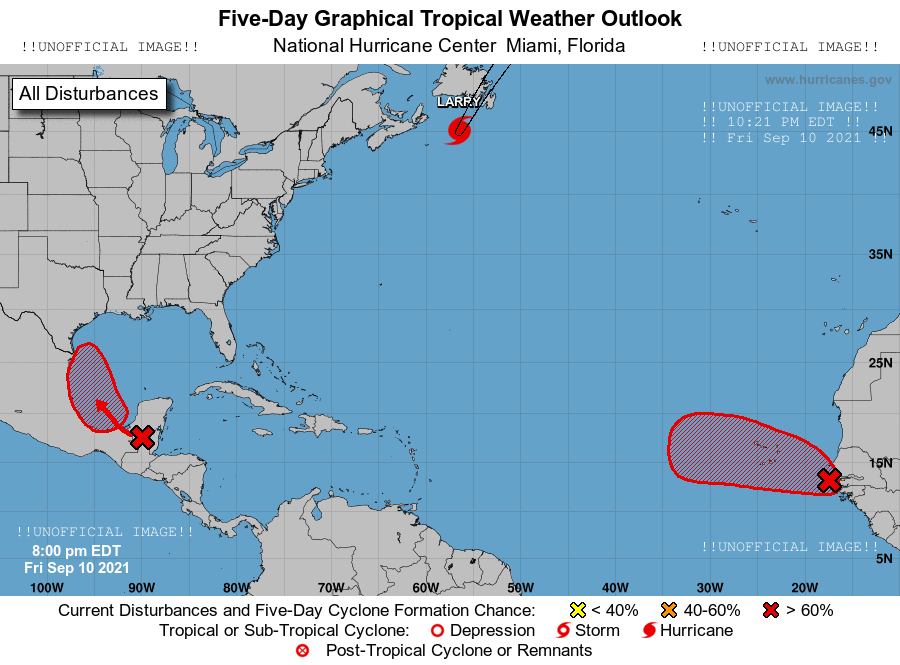 Five-Day Graphical Tropical Weather Outlook
!!UNOFFICIAL IMAGE!!
National Hurricane Center Miami, Florida
!!UNOFFICIAL IMAGE!!
All Disturbances
www.hurricanes.gov
LARRY
!!UNOFFICIAL IMAGE!!
!! 10:21 PM EDT !!
!! Fri Sep 10 2021 !!
45N
35N
25N
15N
5N
!!UNOFFICIAL IMAGE!!
8:00 pm EDT
Fri Sep 10 2021
!!UNOFFICIAL IMAGE!!
100W 90W 80W 70W 60W 50W 40W 30W 20W
Current Disturbances and Five-Day Cyclone Formation Chance: < 40% 40-60% > 60%
Tropical or Sub-Tropical Cyclone: Depression Storm Hurricane
Post-Tropical Cyclone or Remnants